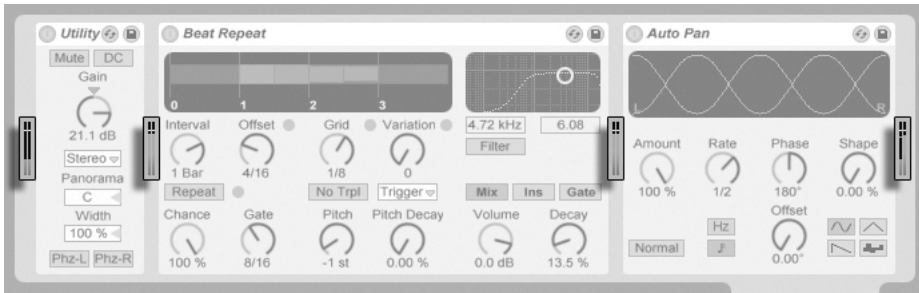 Utility
Mute DC
Gain
21.1 dB
Stereo
Panorama
C
Width
100 %
Phz-L Phz-R
Beat Repeat
0 1 2 3
Interval Offset Grid Variation
1 Bar 4/16 1/8 0
Repeat No Trpl Trigger
Chance Gate Pitch Pitch Decay
100 % 8/16 -1 st 0.00 %
4.72 kHz 6.08
Filter
Mix Ins Gate
Volume Decay
0.0 dB 13.5 %
Auto Pan
L R
Amount Rate Phase Shape
100 % 1/2 180° 0.00 %
Hz Offset
Normal 0.00°